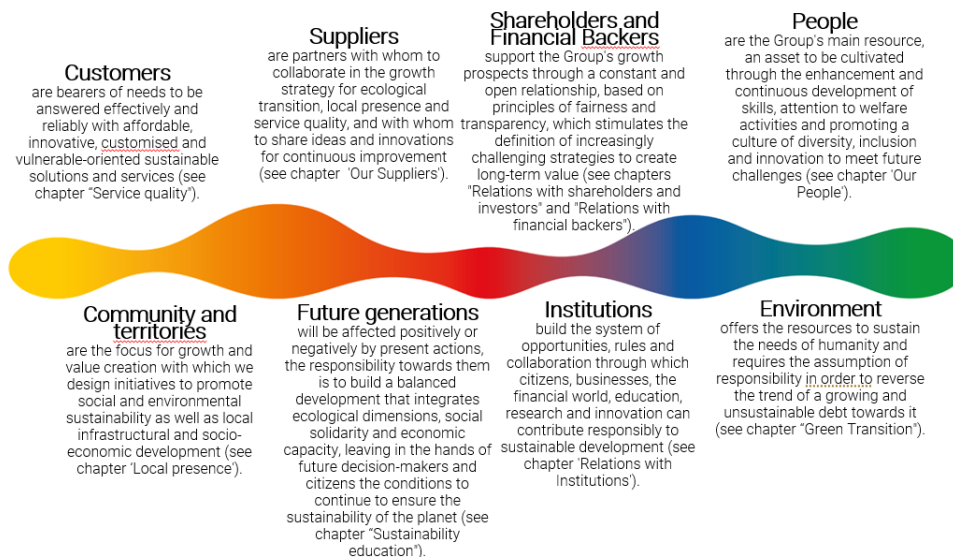 Customers
are bearers of needs to be
answered effectively and
reliably with affordable,
innovative, customised and
vulnerable-oriented sustainable
solutions and services (see
chapter “Service quality").
Suppliers
are partners with whom to
collaborate in the growth
strategy for ecological
transition, local presence and
service quality, and with whom
to share ideas and innovations
for continuous improvement
(see chapter 'Our Suppliers').
Shareholders and
Financial Backers
support the Group's growth
prospects through a constant and
open relationship, based on
principles of fairness and
transparency, which stimulates the
definition of increasingly
challenging strategies to create
long-term value (see chapters
"Relations with shareholders and
investors" and "Relations with
financial backers").
People
are the Group's main resource,
an asset to be cultivated
through the enhancement and
continuous development of
skills, attention to welfare
activities and promoting a
culture of diversity, inclusion
and innovation to meet future
challenges (see chapter 'Our
People').
Community and
territories
are the focus for growth and
value creation with which we
design initiatives to promote
social and environmental
sustainability as well as local
infrastructural and socio-
economic development (see
chapter 'Local presence').
Future generations
will be affected positively or
negatively by present actions,
the responsibility towards them
is to build a balanced
development that integrates
ecological dimensions, social
solidarity and economic
capacity, leaving in the hands of
future decision-makers and
citizens the conditions to
continue to ensure the
sustainability of the planet (see
chapter “Sustainability
education").
Institutions
build the system of
opportunities, rules and
collaboration through which
citizens, businesses, the
financial world, education,
research and innovation can
contribute responsibly to
sustainable development (see
chapter 'Relations with
Institutions').
Environment
offers the resources to sustain
the needs of humanity and
requires the assumption of
responsibility in order to reverse
the trend of a growing and
unsustainable debt towards it
(see chapter “Green Transition").